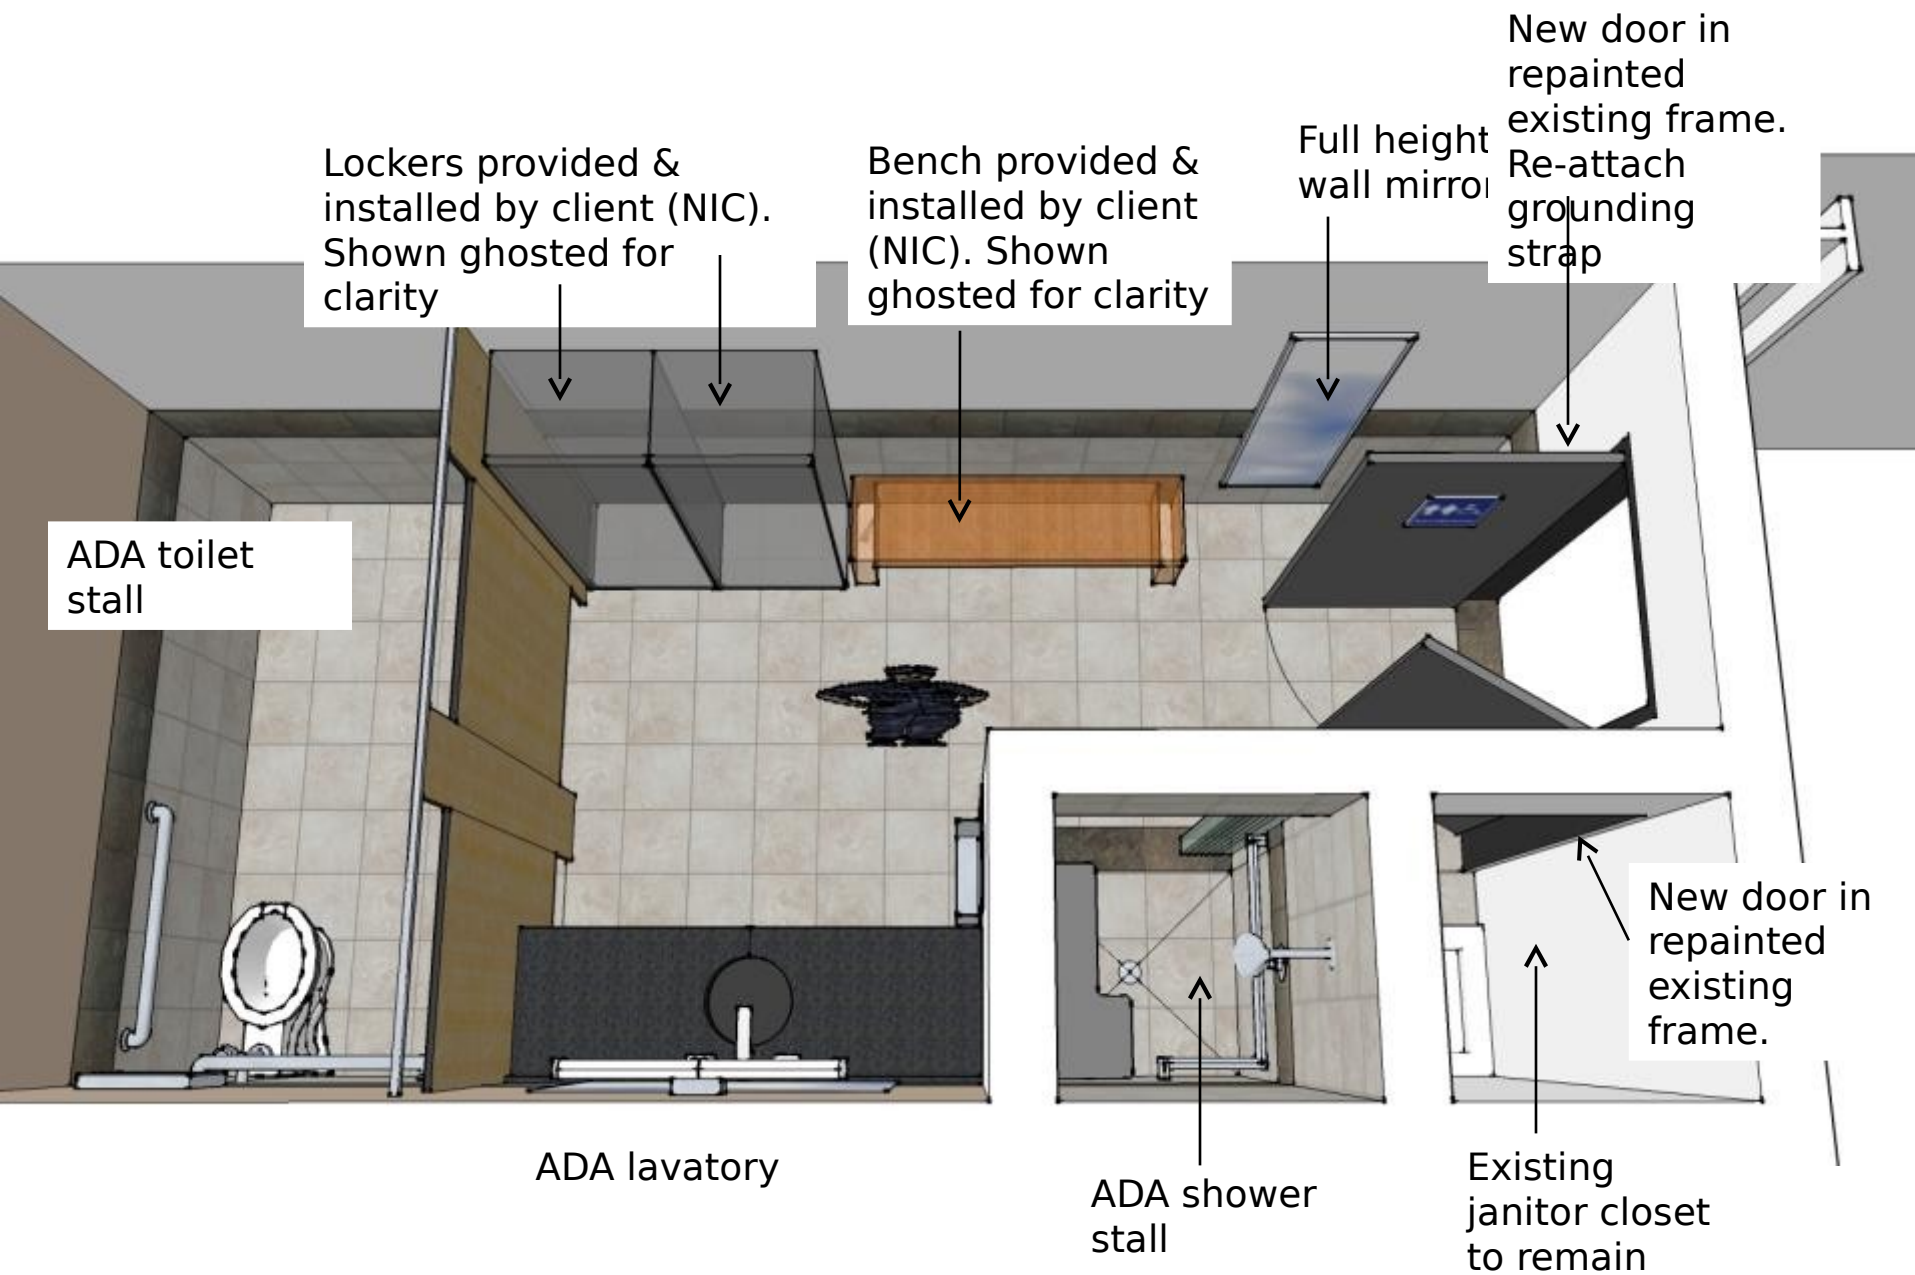 New door in
repainted
existing frame.
Re-attach
grounding
strap
Full height
wall mirror
Lockers provided &
installed by client (NIC).
Shown ghosted for
clarity
Bench provided &
installed by client
(NIC). Shown
ghosted for clarity
ADA toilet
stall
New door in
repainted
existing
frame.
ADA lavatory
ADA shower
stall
Existing
janitor closet
to remain